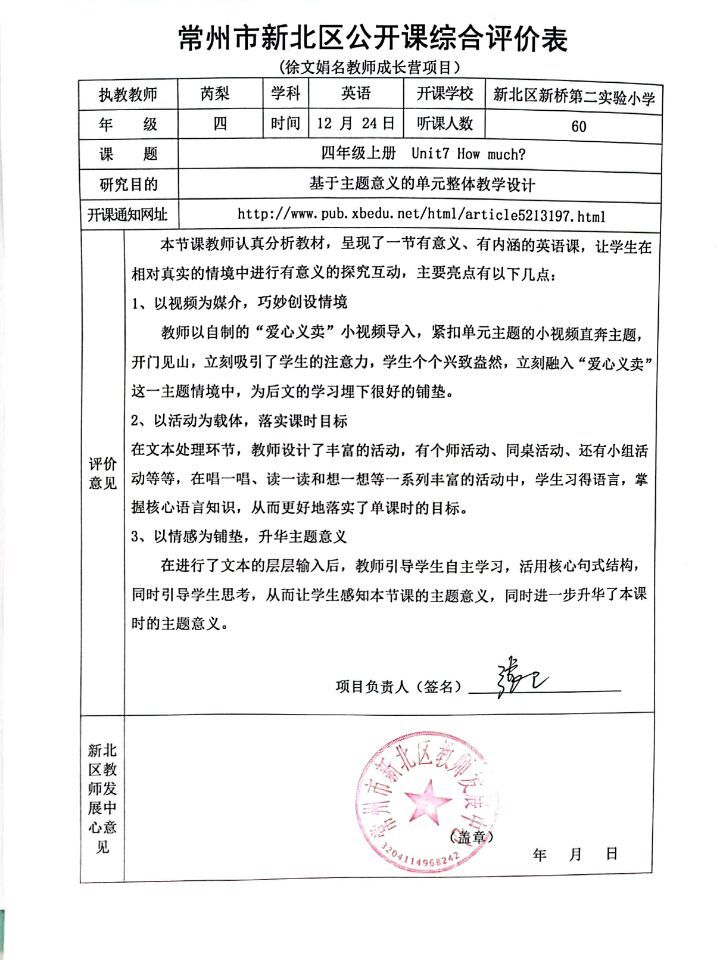 常州市新北区公开课综合评价表
(徐文娟名教师成长营项目)
执教教师 芮梨 学科 英语 开课学校 新北区新桥第二实验小学
年 级 四 时间 12 月 24 日 听课人数 60
课 题 四年级上册 Unit7 How much?
研究目的 基于主题意义的单元整体教学设计
开课通知网址 http://www.pub.xbedu.net/html/article5213197.html
评价
意见
本节课教师认真分析教材，呈现了一节有意义、有内涵的英语课，让学生在
相对真实的情境中进行有意义的探究互动，主要亮点有以下几点：
1、以视频为媒介，巧妙创设情境
教师以自制的“爱心义卖”小视频导入，紧扣单元主题的小视频直奔主题，
开门见山，立刻吸引了学生的注意力，学生个个兴致盎然，立刻融入“爱心义卖”
这一主题情境中，为后文的学习埋下很好的铺垫。
2、以活动为载体，落实课时目标
在文本处理环节，教师设计了丰富的活动，有个师活动、同桌活动、还有小组活
动等等，在唱一唱、读一读和想一想等一系列丰富的活动中，学生习得语言，掌
握核心语言知识，从而更好地落实了单课时的目标。
3、以情感为铺垫，升华主题意义
在进行了文本的层层输入后，教师引导学生自主学习，活用核心句式结构，
同时引导学生思考，从而让学生感知本节课的主题意义，同时进一步升华了本课
时的主题意义。
项目负责人（签名）
新北
区教
师发
展中
心意
见
常州市新北区教师发展中心
3204114968242
（盖章）
年 月 日